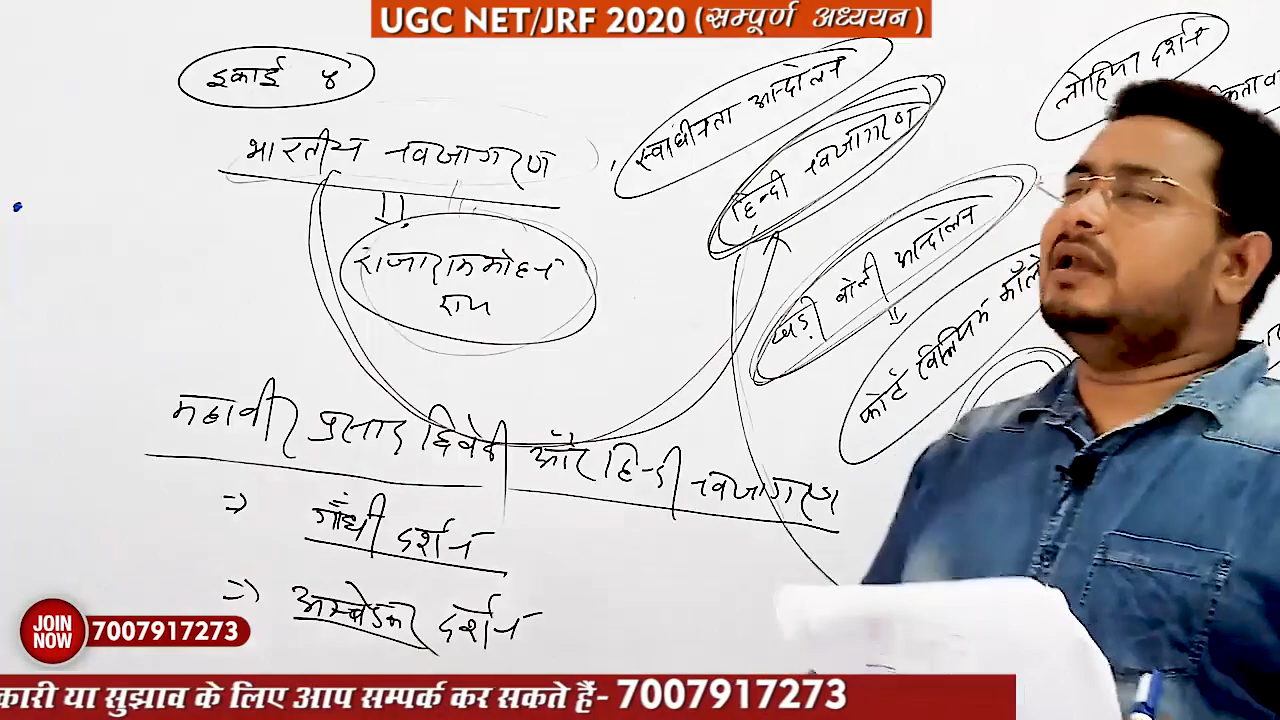 UGC NET/JRF 2020 (सम्पूर्ण अध्ययन)
इकाई ४
भारतीय नवजागरण
राजाराममोहन
राय
स्वाधीनता आन्दोलन
हिन्दी नवजागरण
खड़ी बोली आन्दोलन
फोर्ट विलियम कॉले
लोहिया दर्शन
महावीर प्रसाद द्विवेदी और हिन्दी नवजागरण
=> गाँधी दर्शन
=> अम्बेडकर दर्शन
JOIN
NOW
7007917273
कारी या सुझाव के लिए आप सम्पर्क कर सकते हैं- 7007917273